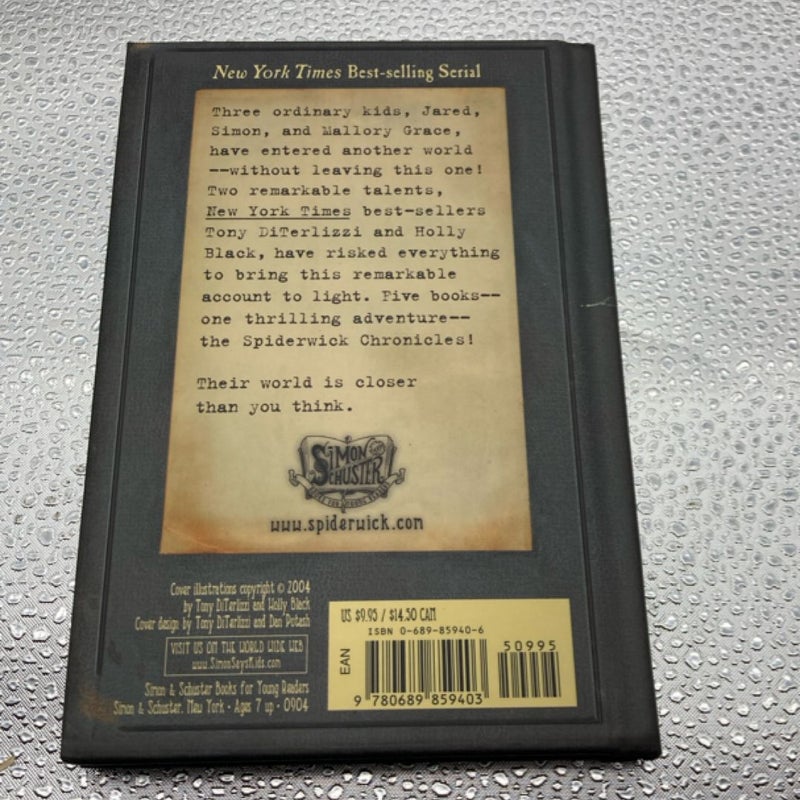 New York Times Best-selling Serial
Three ordinary kids, Jared,
Simon, and Mallory Grace,
have entered another world
--without leaving this one!
Two remarkable talents,
New York Times best-sellers
Tony DiTerlizzi and Holly
Black, have risked everything
to bring this remarkable
account to light. Five books--
one thrilling adventure--
the Spiderwick Chronicles!
Their world is closer
than you think.
SIMON
SCHUSTER
www.spiderwick.com
Cover illustrations copyright © 2004
by Tony DiTerlizzi and Holly Black
Cover design by Tony DiTerlizzi and Dan Potash
VISIT US ON THE WORLD WIDE WEB
www.SimonSaysKids.com
Simon & Schuster Books for Young Readers
Simon & Schuster, New York • Ages 7 up • 0904
US $9.95 / $14.50 CAN
ISBN 0-689-85940-6
50995
EAN
9 780689 859403